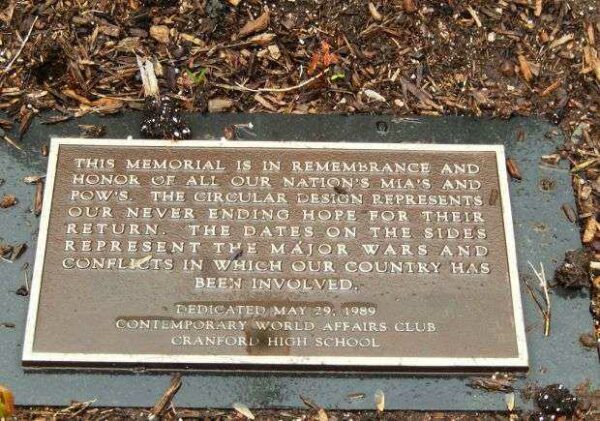 THIS MEMORIAL IS IN REMEMBRANCE AND
HONOR OF ALL OUR NATION'S MIA'S AND
POW'S. THE CIRCULAR DESIGN REPRESENTS
OUR NEVER ENDING HOPE FOR THEIR
RETURN. THE DATES ON THE SIDES
REPRESENT THE MAJOR WARS AND
CONFLICTS IN WHICH OUR COUNTRY HAS
BEEN INVOLVED.
DEDICATED MAY 29, 1989
CONTEMPORARY WORLD AFFAIRS CLUB
CRANFORD HIGH SCHOOL